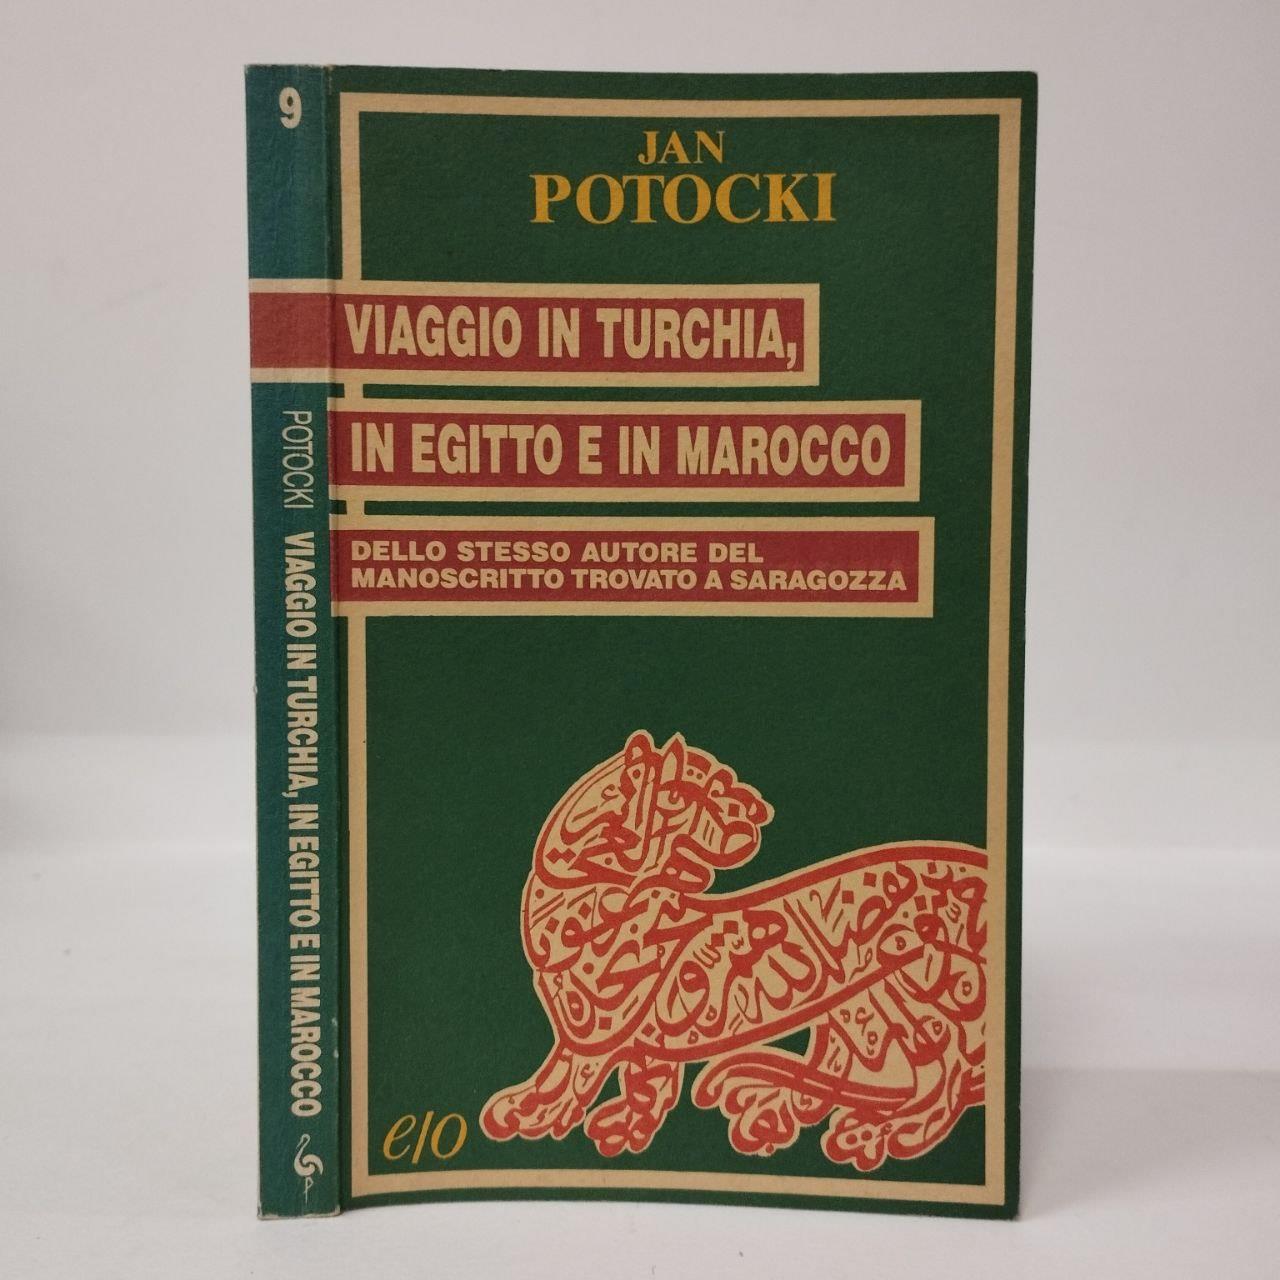 9
POTOCKI VIAGGIO IN TURCHIA, IN EGITTO E IN MAROCCO
JAN
POTOCKI
VIAGGIO IN TURCHIA,
IN EGITTO E IN MAROCCO
DELLO STESSO AUTORE DEL
MANOSCRITTO TROVATO A SARAGOZZA
e/o